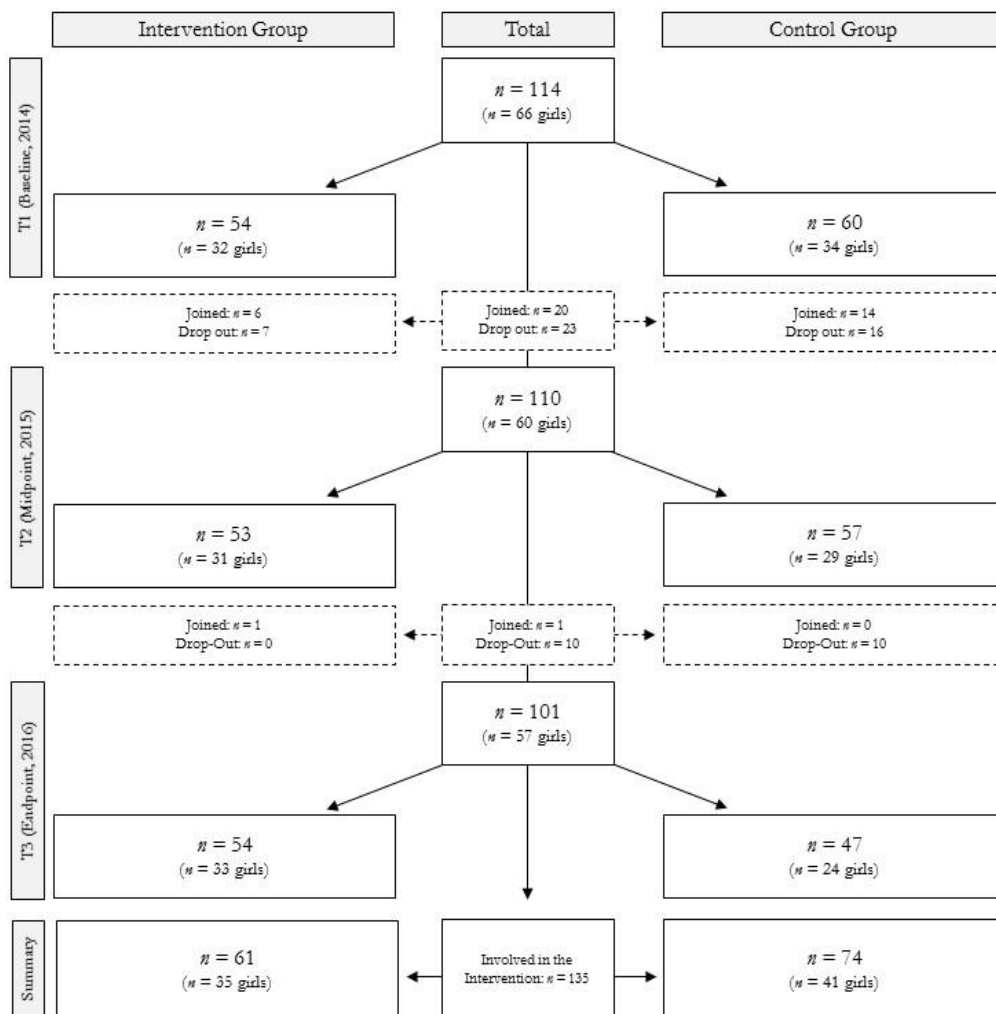 Intervention Group
Total
Control Group
T1 (Baseline, 2014)
n = 114
(n = 66 girls)
n = 54
(n = 32 girls)
n = 60
(n = 34 girls)
Joined: n = 6
Drop out: n = 7
Joined: n = 20
Drop out: n = 23
Joined: n = 14
Drop out: n = 16
T2 (Midpoint, 2015)
n = 110
(n = 60 girls)
n = 53
(n = 31 girls)
n = 57
(n = 29 girls)
Joined: n = 1
Drop-Out: n = 0
Joined: n = 1
Drop-Out: n = 10
Joined: n = 0
Drop-Out: n = 10
T3 (Endpoint, 2016)
n = 101
(n = 57 girls)
n = 54
(n = 33 girls)
n = 47
(n = 24 girls)
Summary
n = 61
(n = 35 girls)
Involved in the
Intervention: n = 135
n = 74
(n = 41 girls)